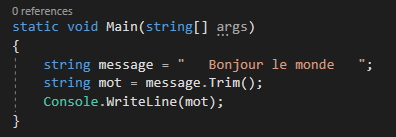 0 references
static void Main(string[] args)
{
    string message = "   Bonjour le monde   ";
    string mot = message.Trim();
    Console.WriteLine(mot);
}